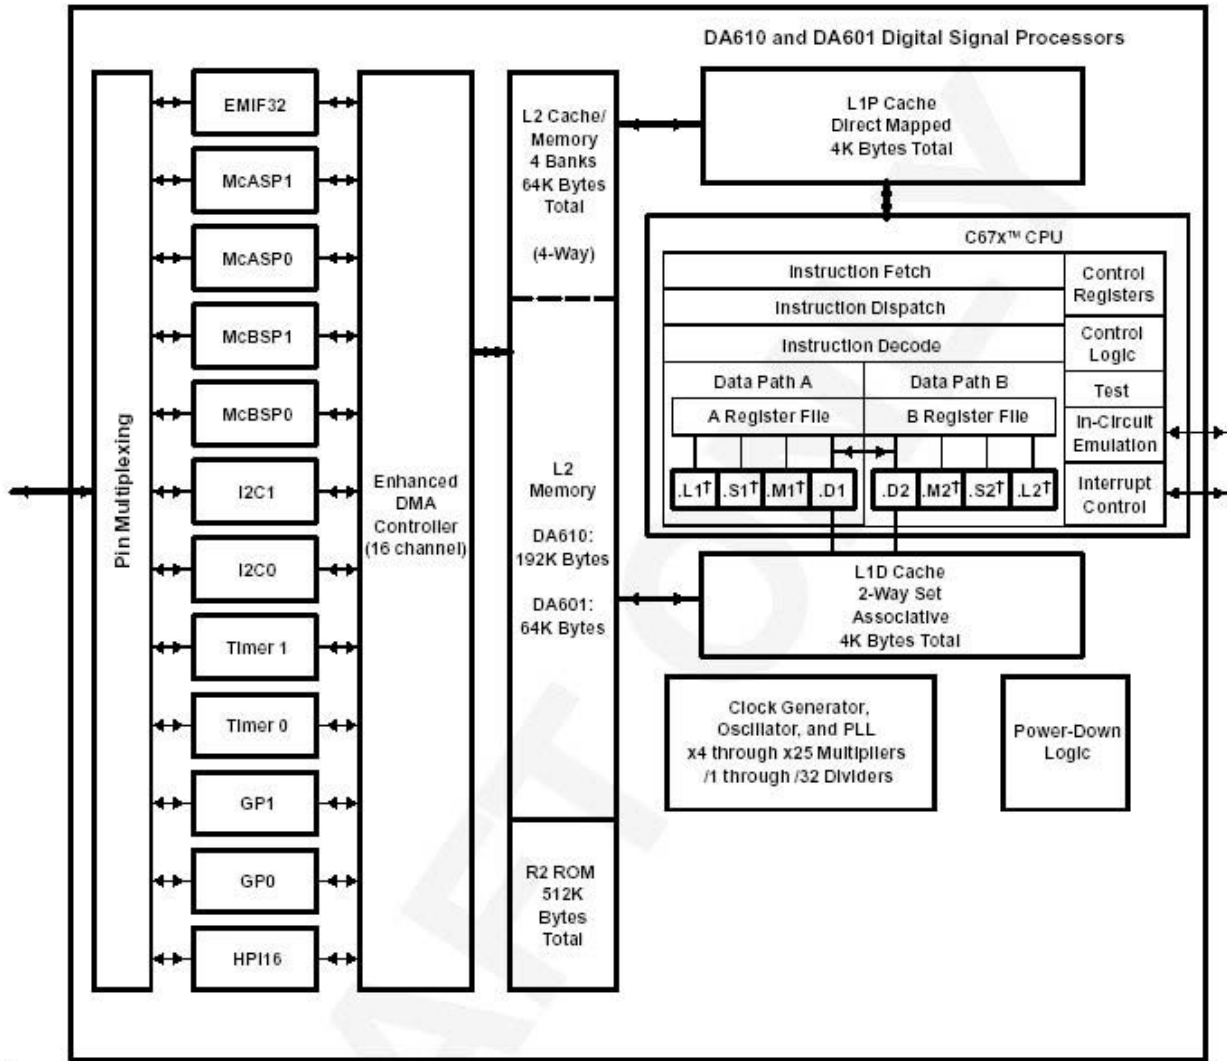 DA610 and DA601 Digital Signal Processors
Pin Multiplexing
EMIF32
McASP1
McASP0
McBSP1
McBSP0
I2C1
I2C0
Timer 1
Timer 0
GP1
GP0
HPI16
Enhanced
DMA
Controller
(16 channel)
L2 Cache/
Memory
4 Banks
64K Bytes
Total
(4-Way)
L2
Memory
DA610:
192K Bytes
DA601:
64K Bytes
R2 ROM
512K
Bytes
Total
L1P Cache
Direct Mapped
4K Bytes Total
C67x™ CPU
Instruction Fetch
Instruction Dispatch
Instruction Decode
Data Path A
Data Path B
A Register File
B Register File
.L1† .S1† .M1† .D1
.D2 .M2† .S2† .L2†
Control
Registers
Control
Logic
Test
In-Circuit
Emulation
Interrupt
Control
L1D Cache
2-Way Set
Associative
4K Bytes Total
Clock Generator,
Oscillator, and PLL
x4 through x25 Multipliers
/1 through /32 Dividers
Power-Down
Logic
AFT ONLY